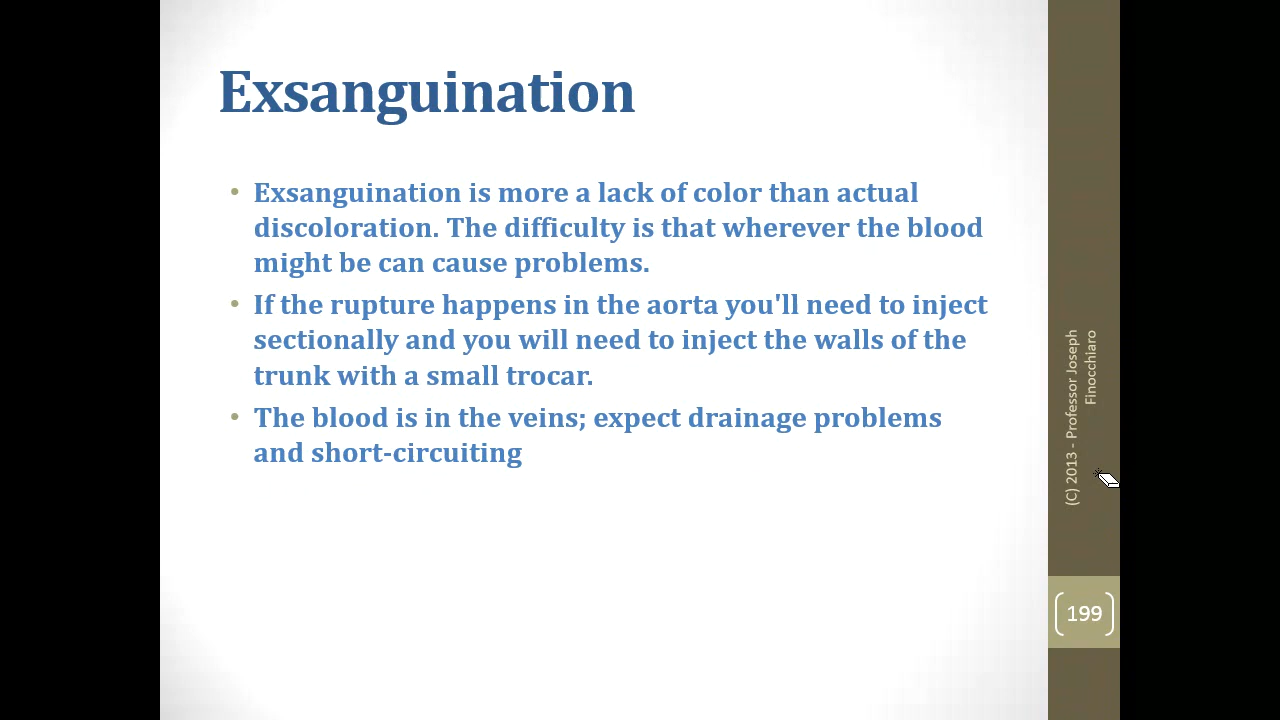 Exsanguination
• Exsanguination is more a lack of color than actual
discoloration. The difficulty is that wherever the blood
might be can cause problems.
• If the rupture happens in the aorta you'll need to inject
sectionally and you will need to inject the walls of the
trunk with a small trocar.
• The blood is in the veins; expect drainage problems
and short-circuiting
(C) 2013 - Professor Joseph
Finocchiaro
199